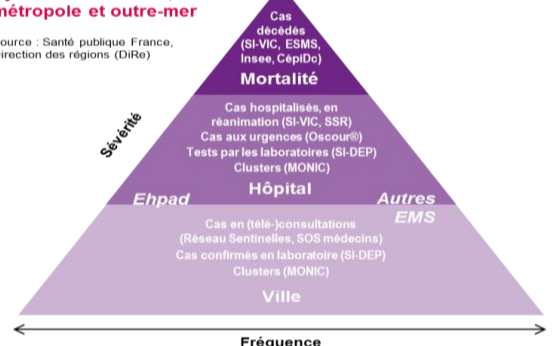 métropole et outre-mer
ource : Santé publique France,
irection des régions (DiRe)
Cas
décèdés
(SI-VIC, ESMS,
Insee, CépiDc)
Mortalité
Sévérité
Cas hospitalisés, en
réanimation (SI-VIC, SSR)
Cas aux urgences (Oscour®)
Tests par les laboratoires (SI-DEP)
Clusters (MONIC)
Hôpital
Ehpad
Autres
EMS
Cas en (télé-)consultations
(Réseau Sentinelles, SOS médecins)
Cas confirmés en laboratoire (SI-DEP)
Clusters (MONIC)
Ville
Fréquence